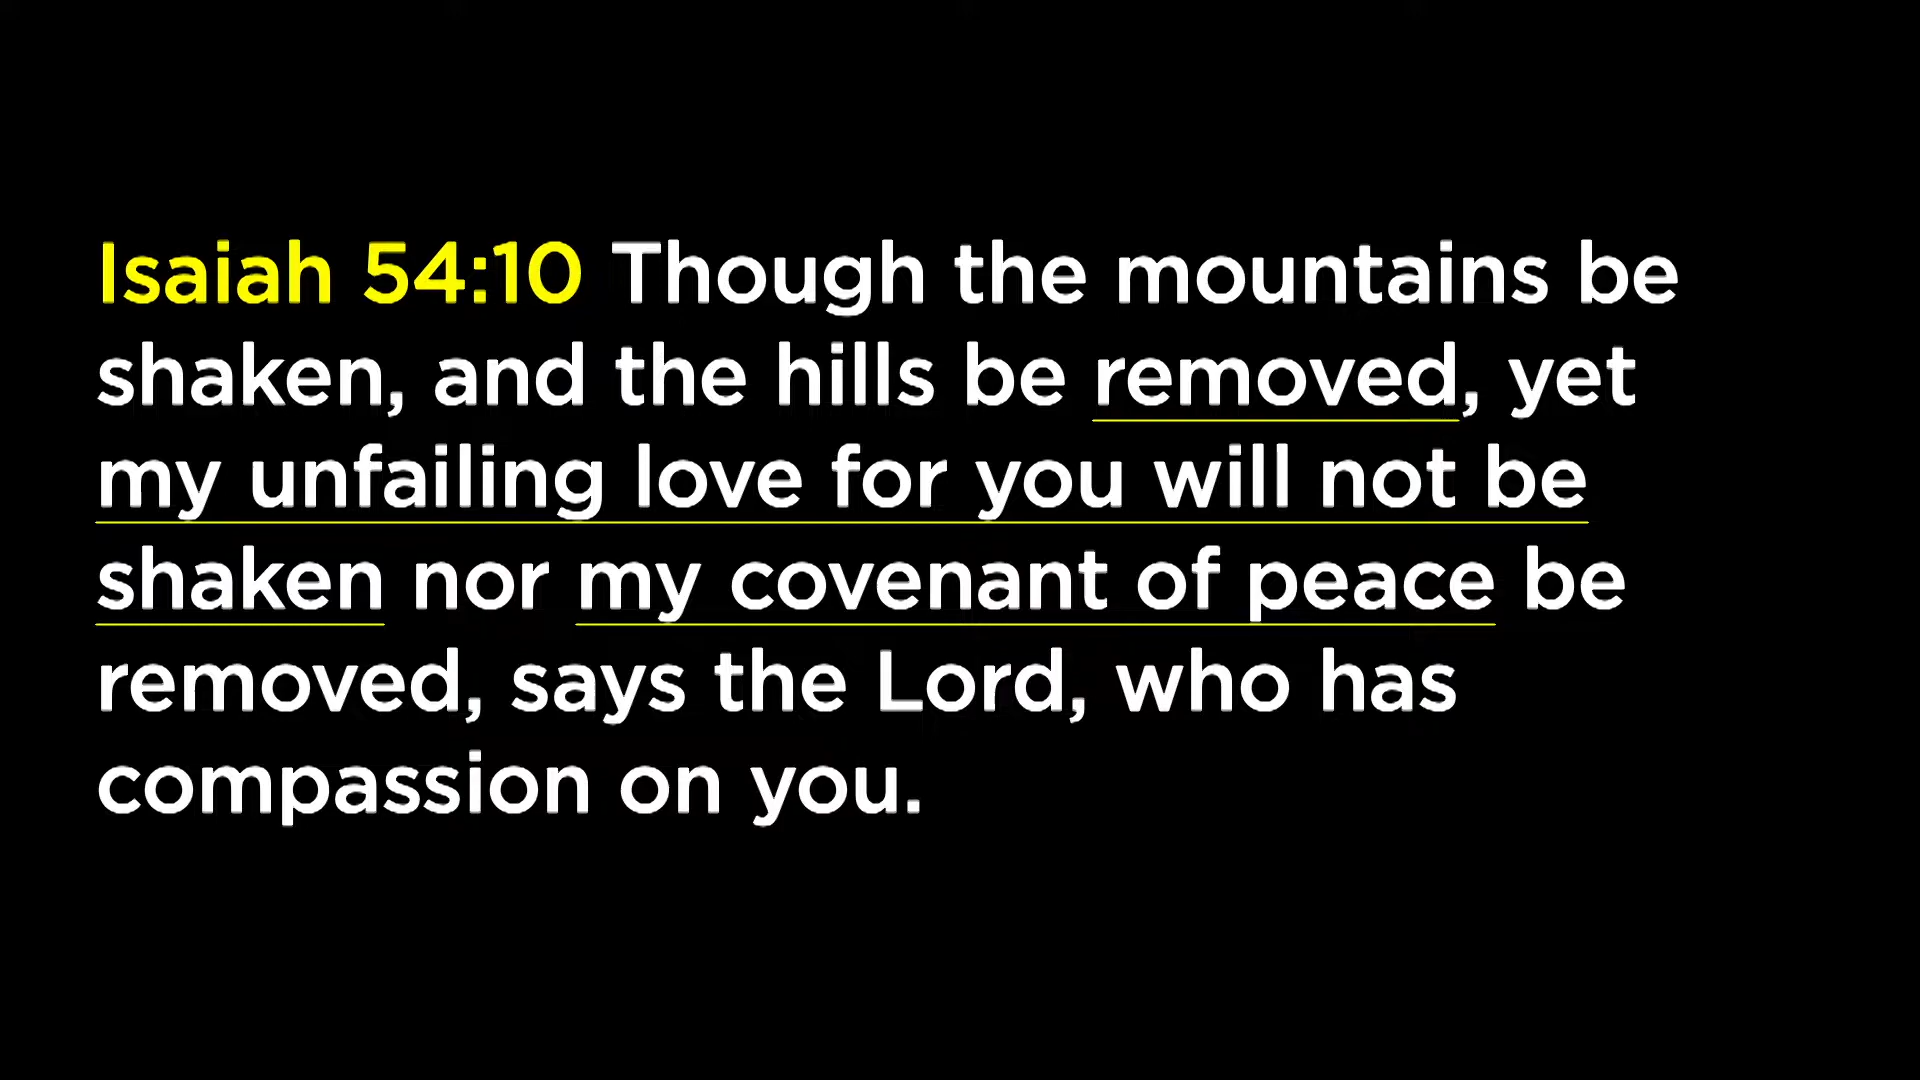 Isaiah 54:10 Though the mountains be
shaken, and the hills be removed, yet
my unfailing love for you will not be
shaken nor my covenant of peace be
removed, says the Lord, who has
compassion on you.